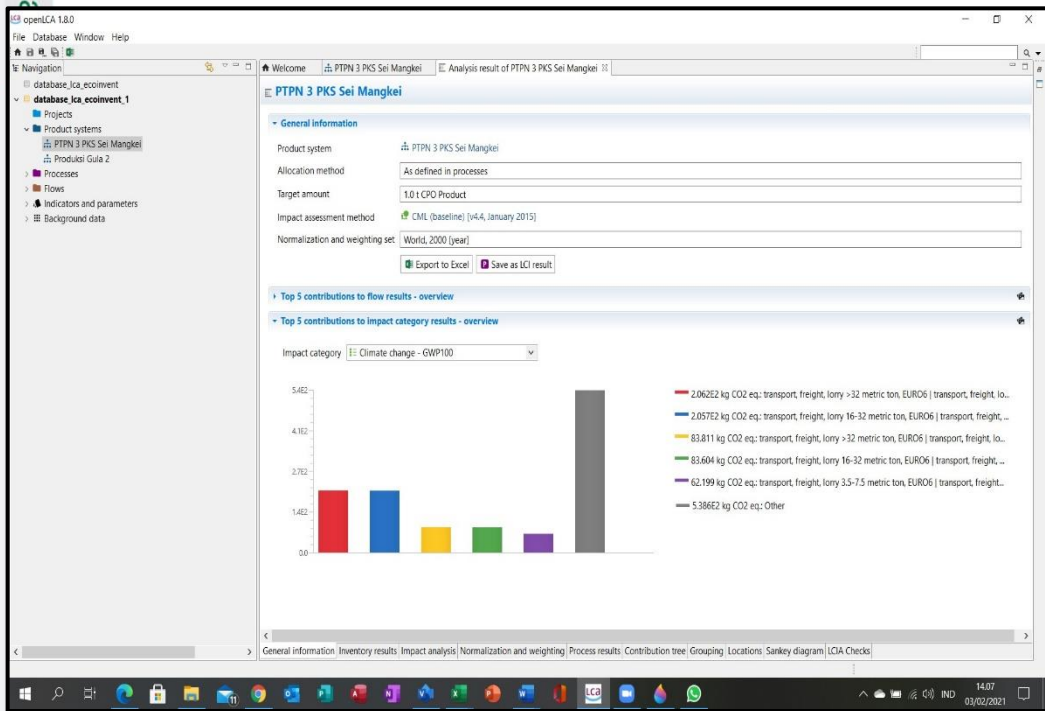 openLCA 1.8.0
File Database Window Help
Navigation
Welcome PTPN 3 PKS Sei Mangkei Analysis result of PTPN 3 PKS Sei Mangkei
database_lca_ecoinvent
database_lca_ecoinvent_1
Projects
Product systems
PTPN 3 PKS Sei Mangkei
Produksi Gula 2
Processes
Flows
Indicators and parameters
Background data
PTPN 3 PKS Sei Mangkei
General information
Product system PTPN 3 PKS Sei Mangkei
Allocation method As defined in processes
Target amount 1.0 t CPO Product
Impact assessment method CML (baseline) [v4.4, January 2015]
Normalization and weighting set World, 2000 [year]
Export to Excel Save as LCI result
Top 5 contributions to flow results - overview
Top 5 contributions to impact category results - overview
Impact category Climate change - GWP100
5.4E2
4.1E2
2.7E2
1.4E2
0.0
2.062E2 kg CO2 eq.: transport, freight, lorry >32 metric ton, EURO6 | transport, freight, lo...
2.057E2 kg CO2 eq.: transport, freight, lorry 16-32 metric ton, EURO6 | transport, freight, ...
83.811 kg CO2 eq.: transport, freight, lorry >32 metric ton, EURO6 | transport, freight, lo...
83.604 kg CO2 eq.: transport, freight, lorry 16-32 metric ton, EURO6 | transport, freight, ...
62.199 kg CO2 eq.: transport, freight, lorry 3.5-7.5 metric ton, EURO6 | transport, freight...
5.386E2 kg CO2 eq.: Other
General information Inventory results Impact analysis Normalization and weighting Process results Contribution tree Grouping Locations Sankey diagram LCIA Checks
LCa
IND
14.07
03/02/2021